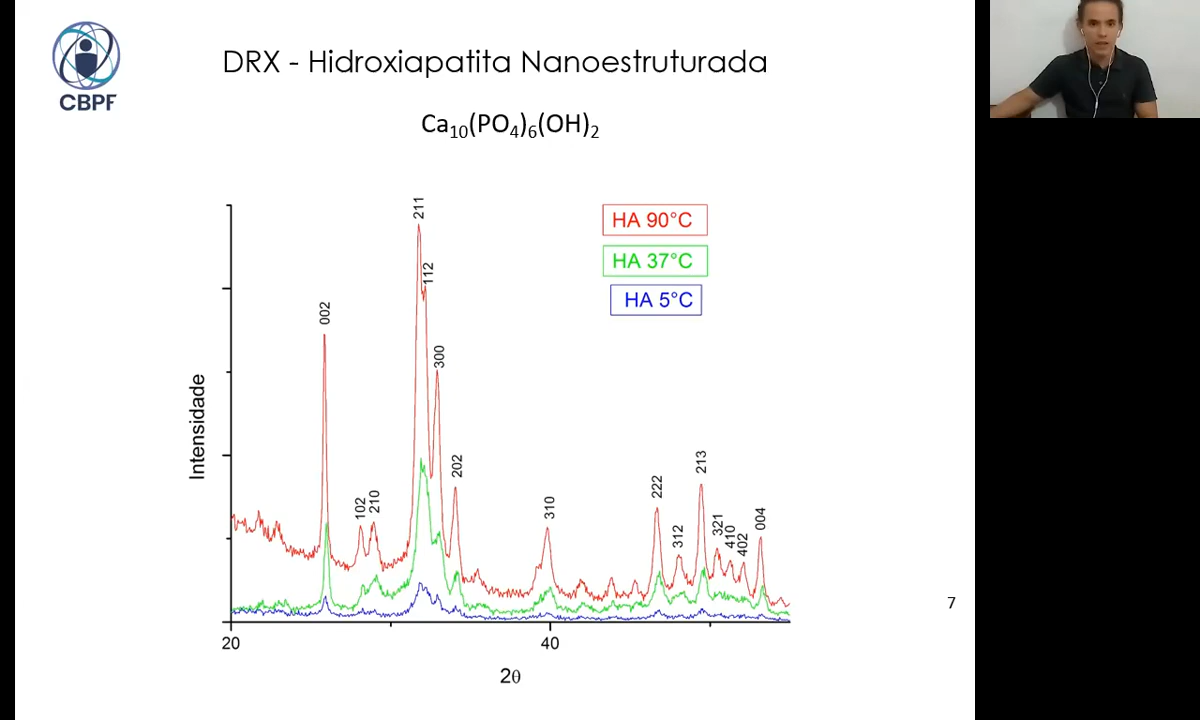 CBPF
DRX - Hidroxiapatita Nanoestruturada
Ca₁₀(PO₄)₆(OH)₂
HA 90°C
HA 37°C
HA 5°C
Intensidade
002
102
210
211
112
300
202
310
222
312
213
321
410
402
004
20
40
2θ
7